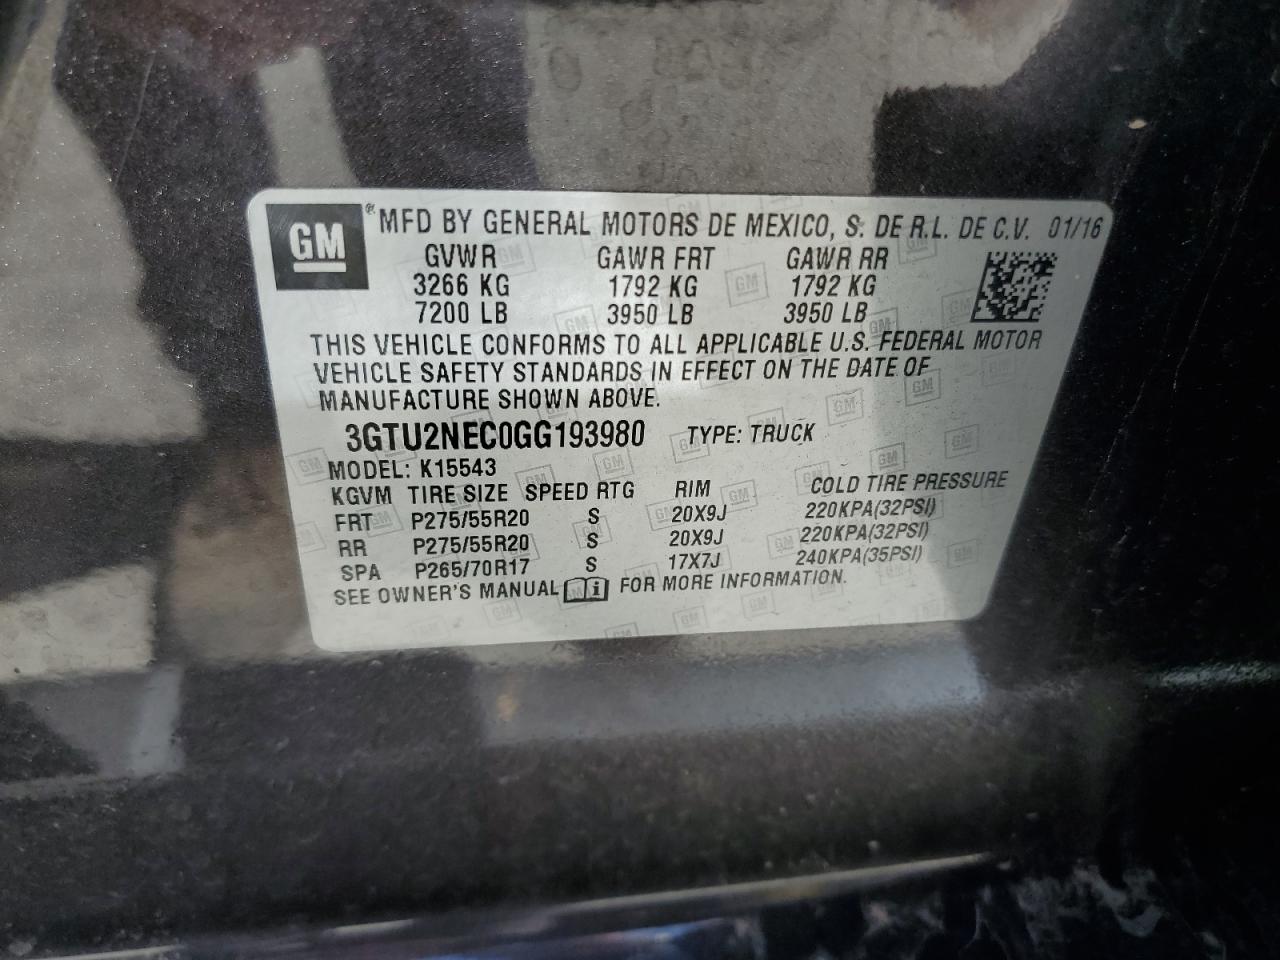 GM ® MFD BY GENERAL MOTORS DE MEXICO, S. DE R.L. DE C.V. 01/16
GVWR GAWR FRT GAWR RR
3266 KG 1792 KG 1792 KG
7200 LB 3950 LB 3950 LB
THIS VEHICLE CONFORMS TO ALL APPLICABLE U.S. FEDERAL MOTOR
VEHICLE SAFETY STANDARDS IN EFFECT ON THE DATE OF
MANUFACTURE SHOWN ABOVE.
3GTU2NEC0GG193980 TYPE: TRUCK
MODEL: K15543
KGVM TIRE SIZE SPEED RTG RIM COLD TIRE PRESSURE
FRT P275/55R20 S 20X9J 220KPA(32PSI)
RR P275/55R20 S 20X9J 220KPA(32PSI)
SPA P265/70R17 S 17X7J 240KPA(35PSI)
SEE OWNER'S MANUAL i FOR MORE INFORMATION.